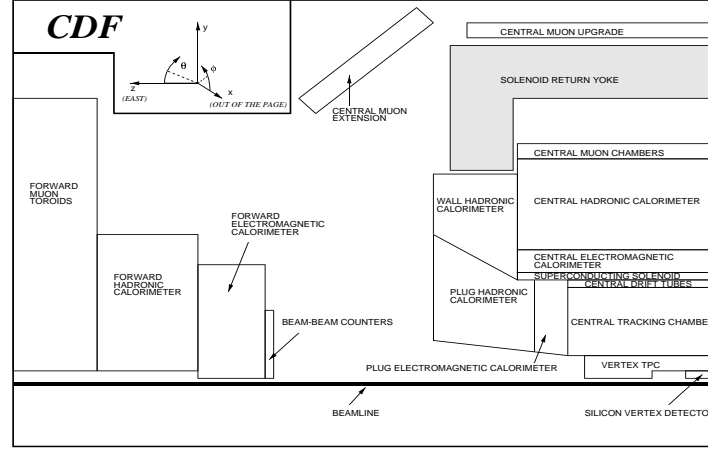 CDF
y
θ
φ
z
x
(EAST)
(OUT OF THE PAGE)
CENTRAL MUON UPGRADE
SOLENOID RETURN YOKE
CENTRAL MUON
EXTENSION
CENTRAL MUON CHAMBERS
FORWARD
MUON
TOROIDS
WALL HADRONIC
CALORIMETER
CENTRAL HADRONIC CALORIMETER
FORWARD
ELECTROMAGNETIC
CALORIMETER
CENTRAL ELECTROMAGNETIC
CALORIMETER
SUPERCONDUCTING SOLENOID
CENTRAL DRIFT TUBES
FORWARD
HADRONIC
CALORIMETER
PLUG HADRONIC
CALORIMETER
BEAM-BEAM COUNTERS
CENTRAL TRACKING CHAMBE
PLUG ELECTROMAGNETIC CALORIMETER
VERTEX TPC
BEAMLINE
SILICON VERTEX DETECTO